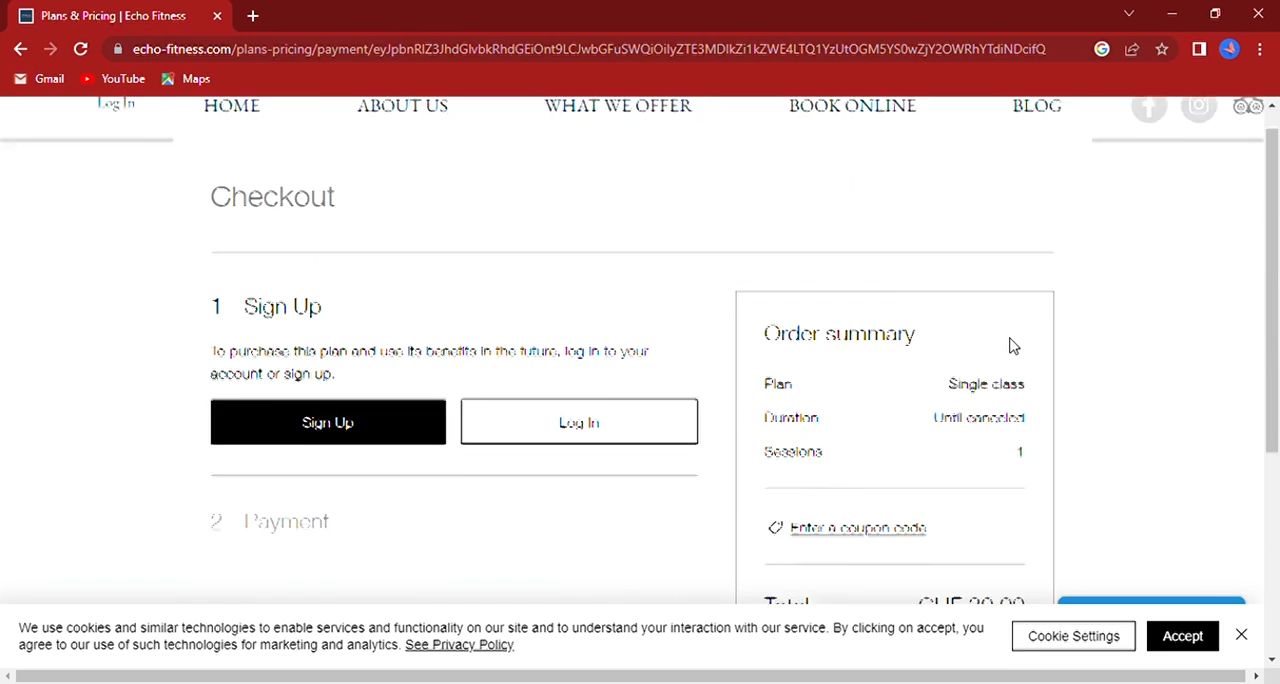 Plans & Pricing | Echo Fitness
echo-fitness.com/plans-pricing/payment/eyJpbnRlZ3JhdGlvbkRhdGEiOnt9LCJwbGFuSWQiOiIyZTE3MDlkZi1kZWE4LTQ1YzUtOGM5YS0wZjY2OWRhYTdiNDcifQ
Gmail YouTube Maps
Log In HOME ABOUT US WHAT WE OFFER BOOK ONLINE BLOG
Checkout
1 Sign Up
To purchase this plan and use its benefits in the future, log in to your
account or sign up.
Sign Up Log In
2 Payment
Order summary
Plan Single class
Duration Until canceled
Sessions 1
Enter a coupon code
Total CHF 20.00
We use cookies and similar technologies to enable services and functionality on our site and to understand your interaction with our service. By clicking on accept, you
agree to our use of such technologies for marketing and analytics. See Privacy Policy
Cookie Settings Accept